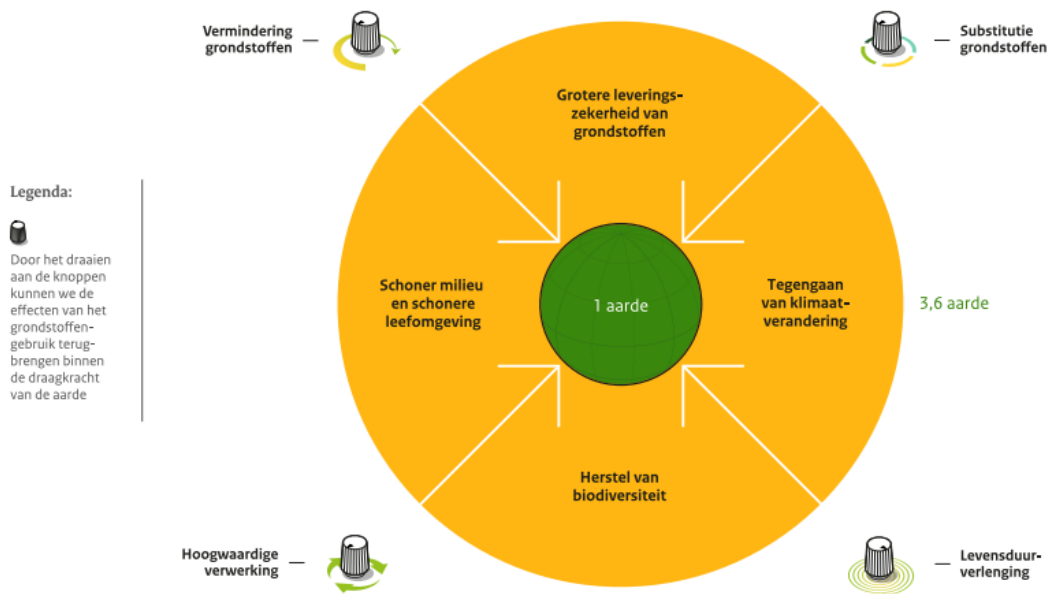 Vermindering
grondstoffen
Substitutie
grondstoffen
Grotere leverings-
zekerheid van
grondstoffen
Legenda:
Door het draaien
aan de knoppen
kunnen we de
effecten van het
grondstoffen-
gebruik terug-
brengen binnen
de draagkracht
van de aarde
Schoner milieu
en schonere
leefomgeving
1 aarde
Tegengaan
van klimaat-
verandering
3,6 aarde
Herstel van
biodiversiteit
Hoogwaardige
verwerking
Levensduur-
verlenging